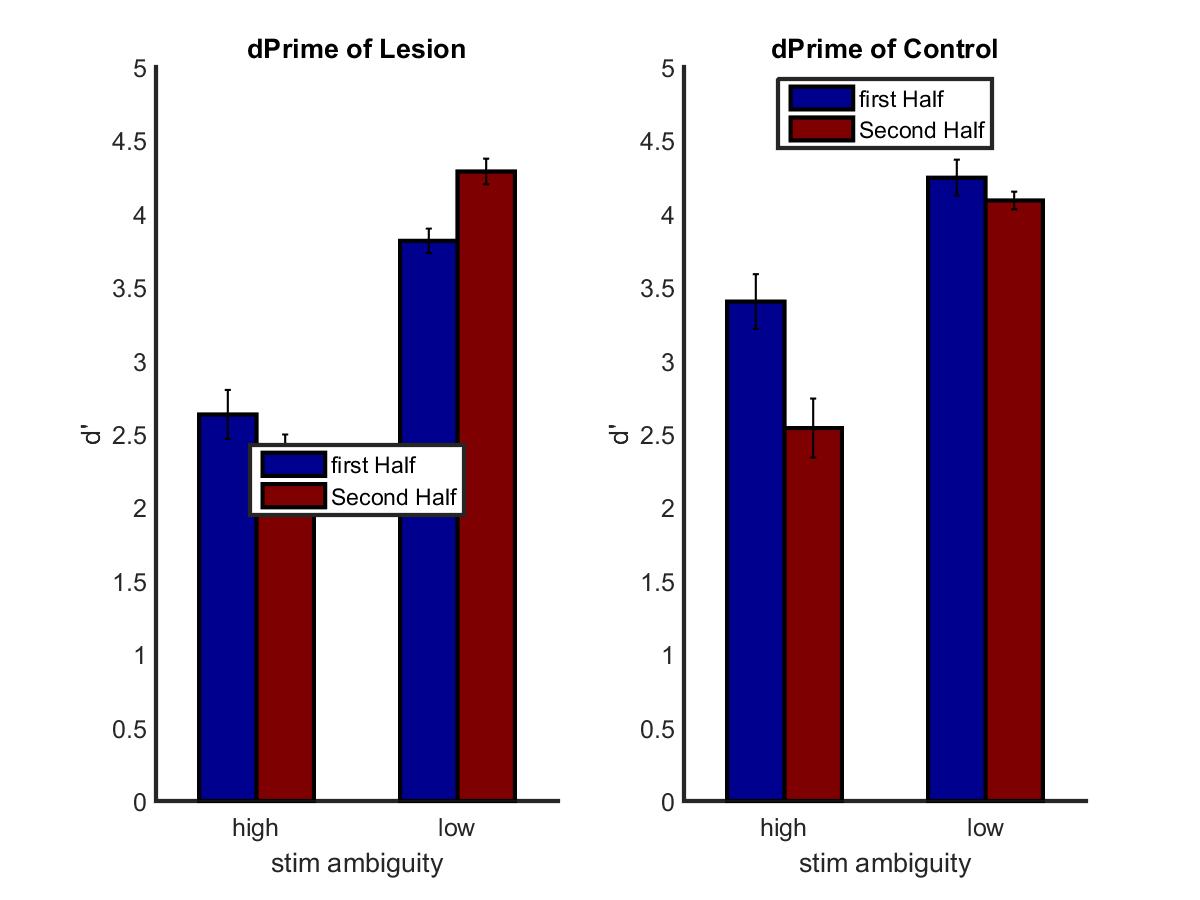 dPrime of Lesion
5
4.5
4
3.5
3
2.5
2
1.5
1
0.5
0
d'
first Half
Second Half
high low
stim ambiguity
dPrime of Control
5
4.5
4
3.5
3
2.5
2
1.5
1
0.5
0
d'
first Half
Second Half
high low
stim ambiguity